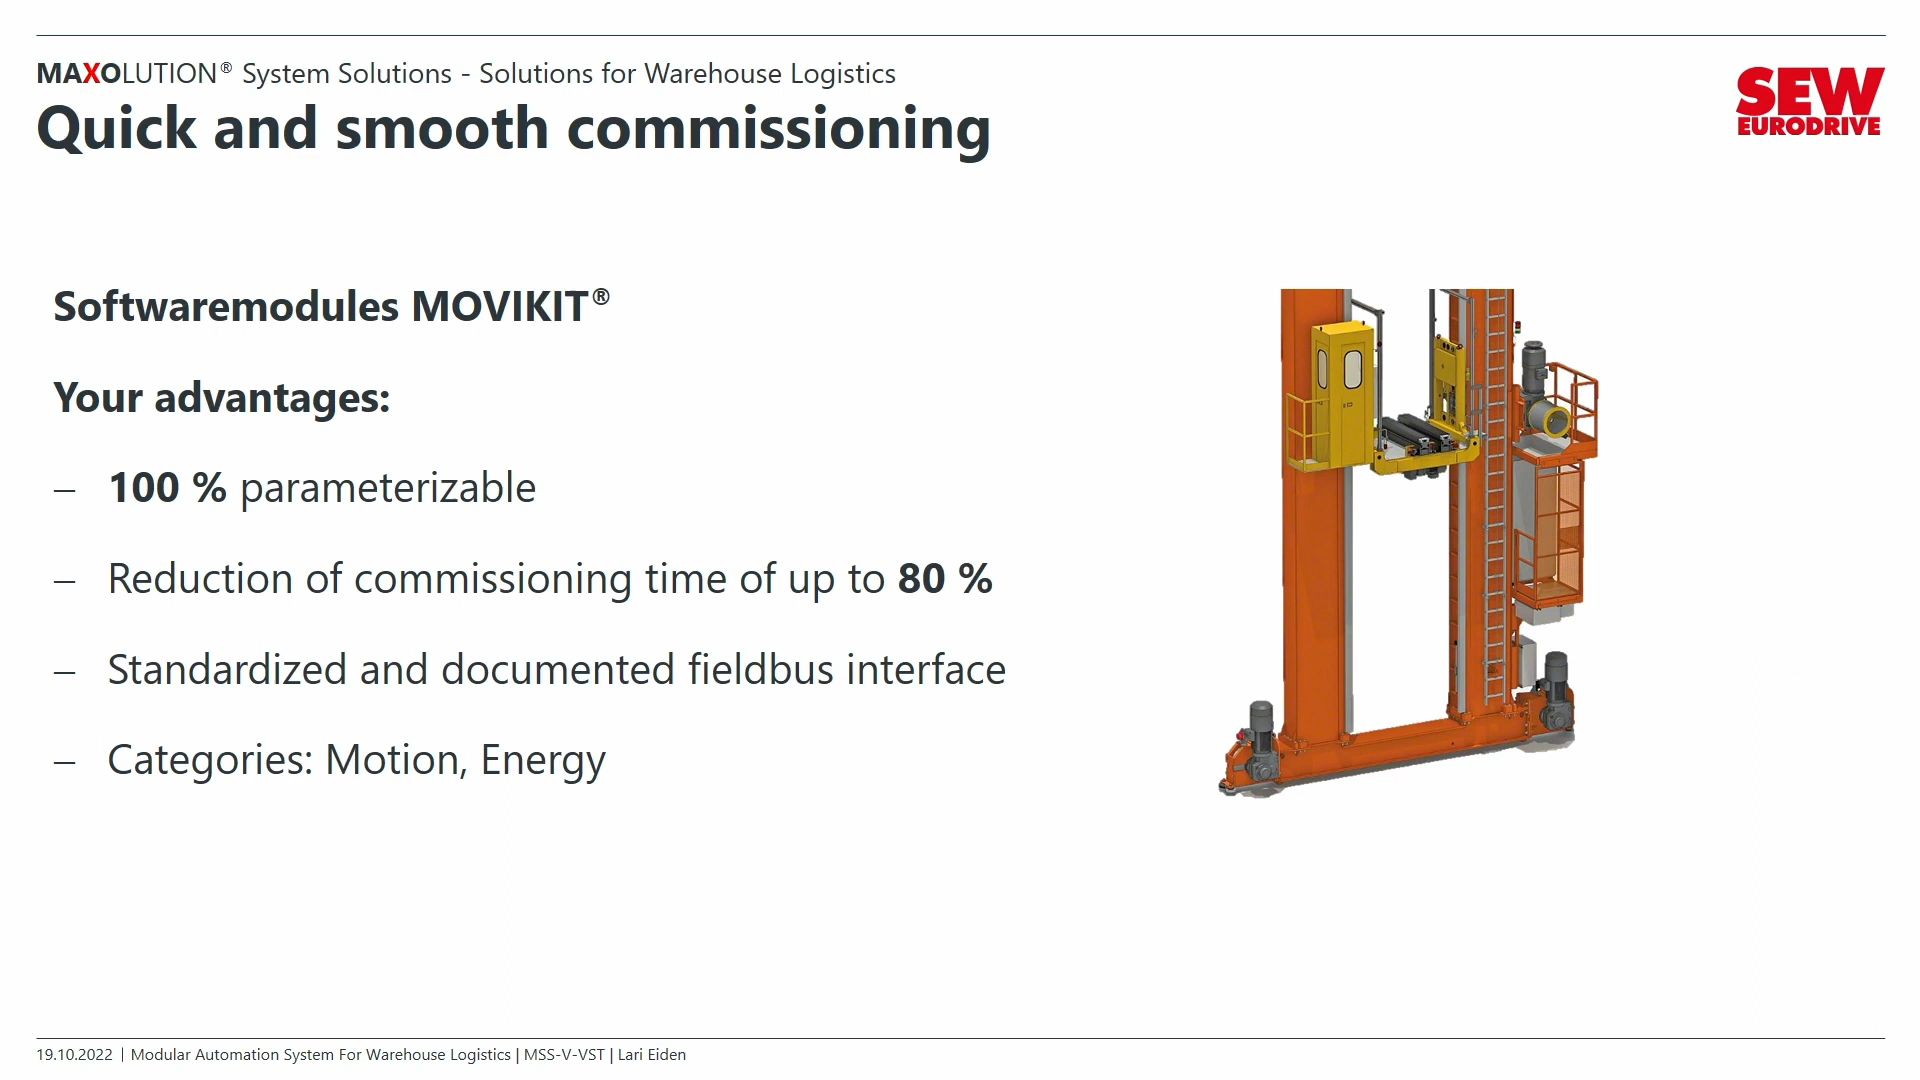 MAXOLUTION® System Solutions - Solutions for Warehouse Logistics
Quick and smooth commissioning
SEW
EURODRIVE
Softwaremodules MOVIKIT®
Your advantages:
– 100 % parameterizable
– Reduction of commissioning time of up to 80 %
– Standardized and documented fieldbus interface
– Categories: Motion, Energy
19.10.2022 | Modular Automation System For Warehouse Logistics | MSS-V-VST | Lari Eiden